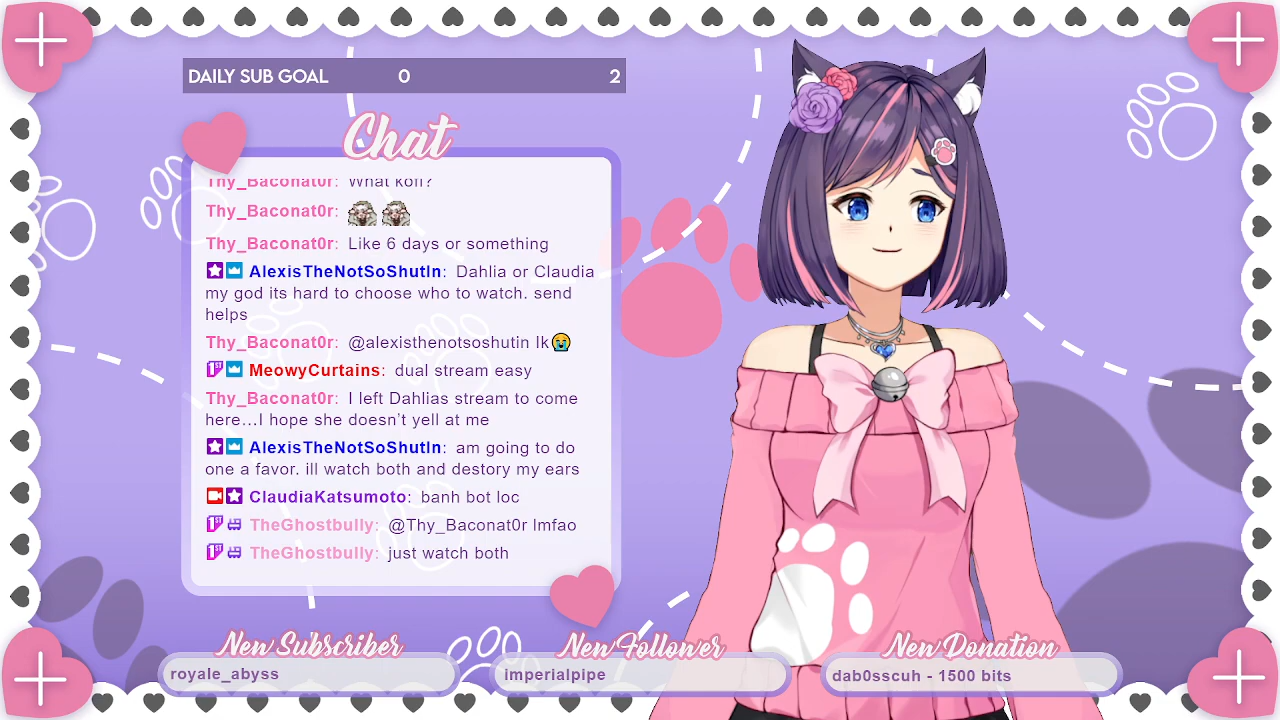 DAILY SUB GOAL 0 2
Chat
Thy_Baconat0r: What koh?
Thy_Baconat0r:
Thy_Baconat0r: Like 6 days or something
AlexisTheNotSoShutIn: Dahlia or Claudia
my god its hard to choose who to watch. send
helps
Thy_Baconat0r: @alexisthenotsoshutin Ik😭
MeowyCurtains: dual stream easy
Thy_Baconat0r: I left Dahlias stream to come
here...I hope she doesn’t yell at me
AlexisTheNotSoShutIn: am going to do
one a favor. ill watch both and destory my ears
ClaudiaKatsumoto: banh bot loc
TheGhostbully: @Thy_Baconat0r lmfao
TheGhostbully: just watch both
New Subscriber New Follower New Donation
royale_abyss imperialpipe dab0sscuh - 1500 bits